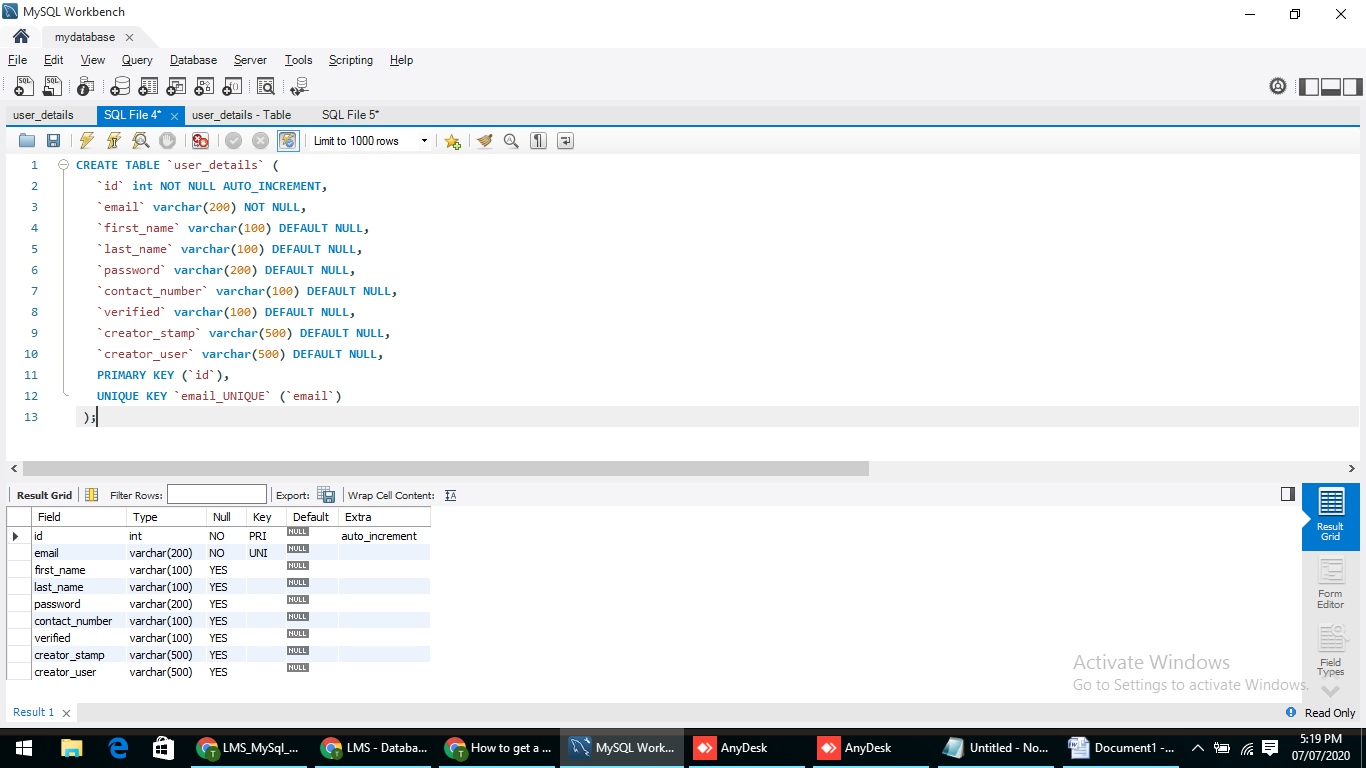 MySQL Workbench
mydatabase
File Edit View Query Database Server Tools Scripting Help
user_details SQL File 4* user_details - Table SQL File 5*
Limit to 1000 rows
1 CREATE TABLE `user_details` (
2 `id` int NOT NULL AUTO_INCREMENT,
3 `email` varchar(200) NOT NULL,
4 `first_name` varchar(100) DEFAULT NULL,
5 `last_name` varchar(100) DEFAULT NULL,
6 `password` varchar(200) DEFAULT NULL,
7 `contact_number` varchar(100) DEFAULT NULL,
8 `verified` varchar(100) DEFAULT NULL,
9 `creator_stamp` varchar(500) DEFAULT NULL,
10 `creator_user` varchar(500) DEFAULT NULL,
11 PRIMARY KEY (`id`),
12 UNIQUE KEY `email_UNIQUE` (`email`)
13 );
Result Grid Filter Rows: Export: Wrap Cell Content:
Field Type Null Key Default Extra
id int NO PRI NULL auto_increment
email varchar(200) NO UNI NULL
first_name varchar(100) YES NULL
last_name varchar(100) YES NULL
password varchar(200) YES NULL
contact_number varchar(100) YES NULL
verified varchar(100) YES NULL
creator_stamp varchar(500) YES NULL
creator_user varchar(500) YES NULL
Result
Grid
Form
Editor
Field
Types
Activate Windows
Go to Settings to activate Windows.
Result 1 Read Only
LMS_MySql_... LMS - Databa... How to get a ... MySQL Work... AnyDesk AnyDesk Untitled - No... Document1 -... 5:19 PM
07/07/2020